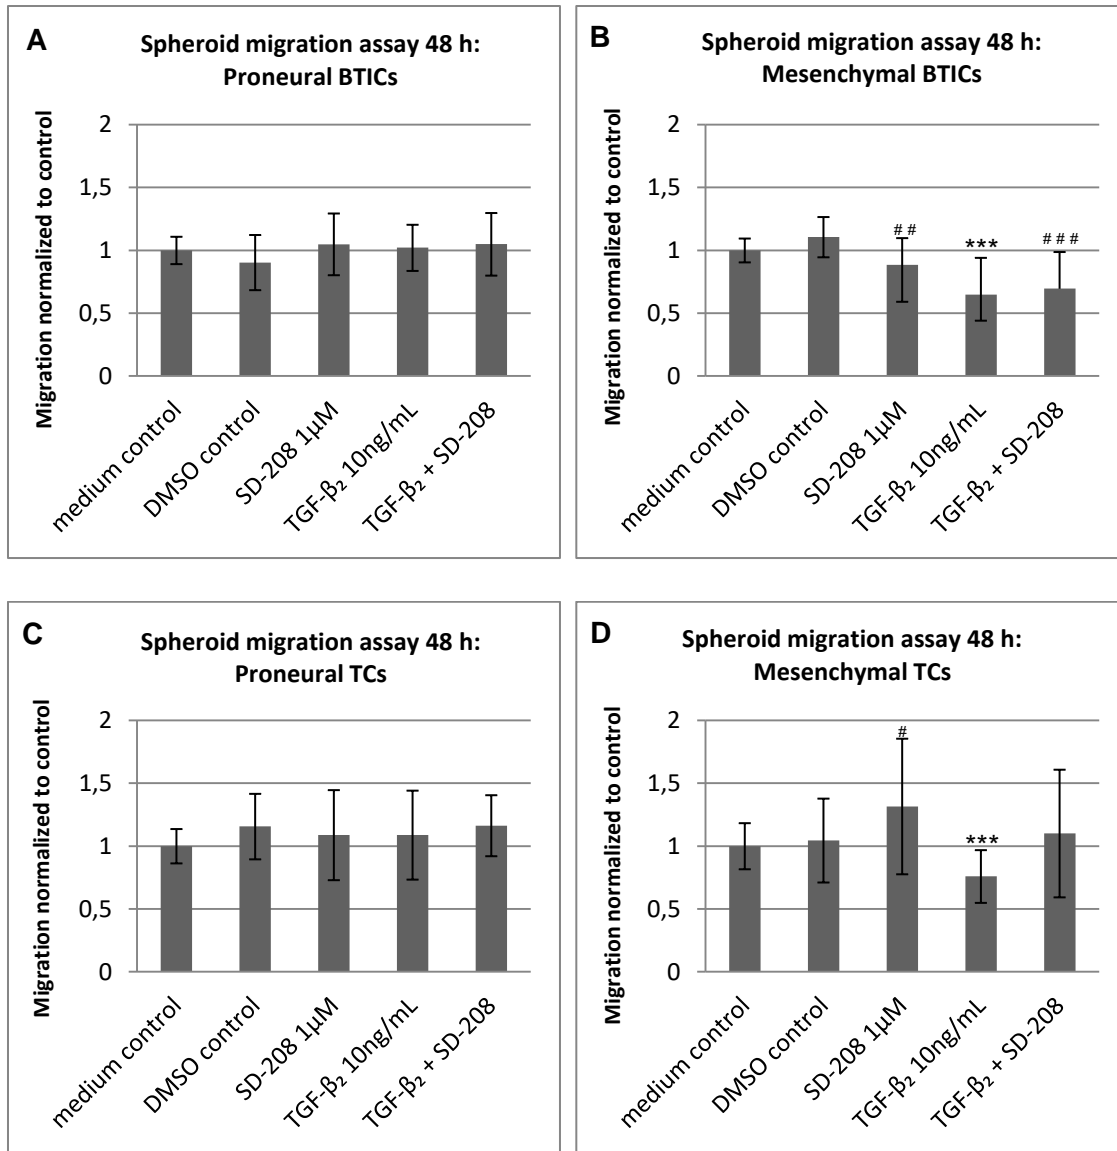 A
Spheroid migration assay 48 h:
Proneural BTICs
Migration normalized to control
2
1,5
1
0,5
0
medium control
DMSO control
SD-208 1µM
TGF-β₂ 10ng/mL
TGF-β₂ + SD-208
B
Spheroid migration assay 48 h:
Mesenchymal BTICs
Migration normalized to control
2
1,5
1
0,5
0
# #
***
# # #
medium control
DMSO control
SD-208 1µM
TGF-β₂ 10ng/mL
TGF-β₂ + SD-208
C
Spheroid migration assay 48 h:
Proneural TCs
Migration normalized to control
2
1,5
1
0,5
0
medium control
DMSO control
SD-208 1µM
TGF-β₂ 10ng/mL
TGF-β₂ + SD-208
D
Spheroid migration assay 48 h:
Mesenchymal TCs
Migration normalized to control
2
1,5
1
0,5
0
#
***
medium control
DMSO control
SD-208 1µM
TGF-β₂ 10ng/mL
TGF-β₂ + SD-208